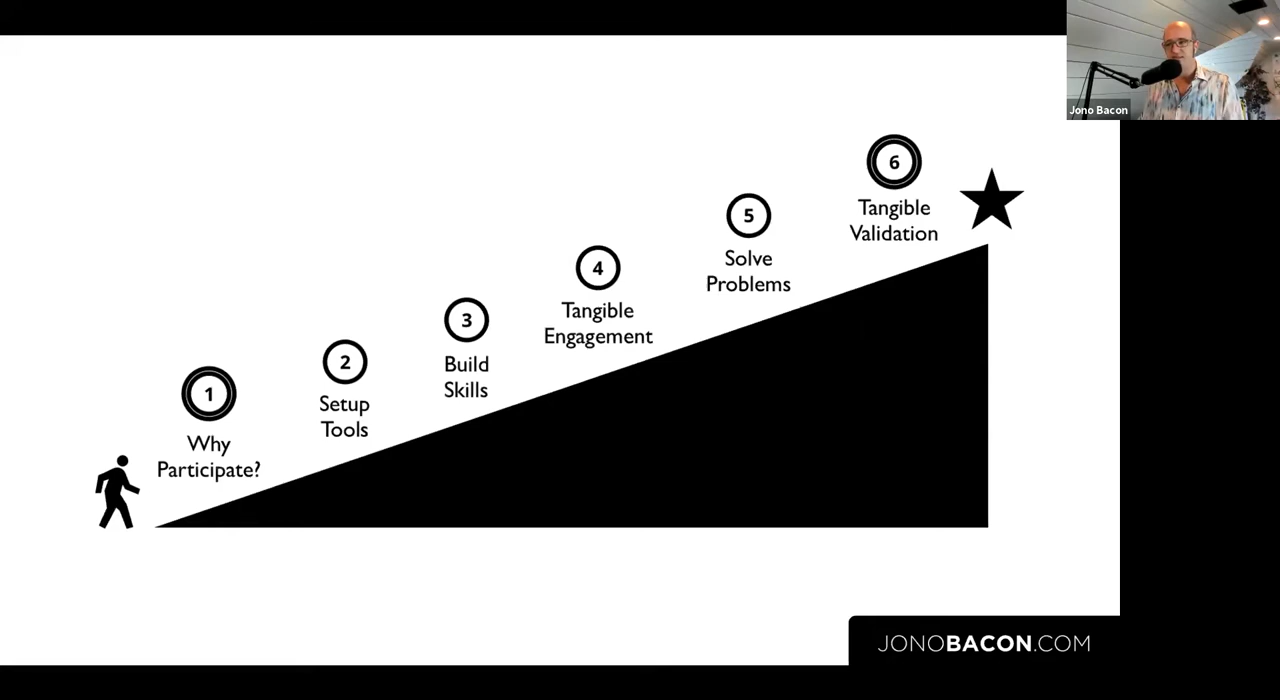 Jono Bacon
1
Why
Participate?
2
Setup
Tools
3
Build
Skills
4
Tangible
Engagement
5
Solve
Problems
6
Tangible
Validation
JONOBACON.COM